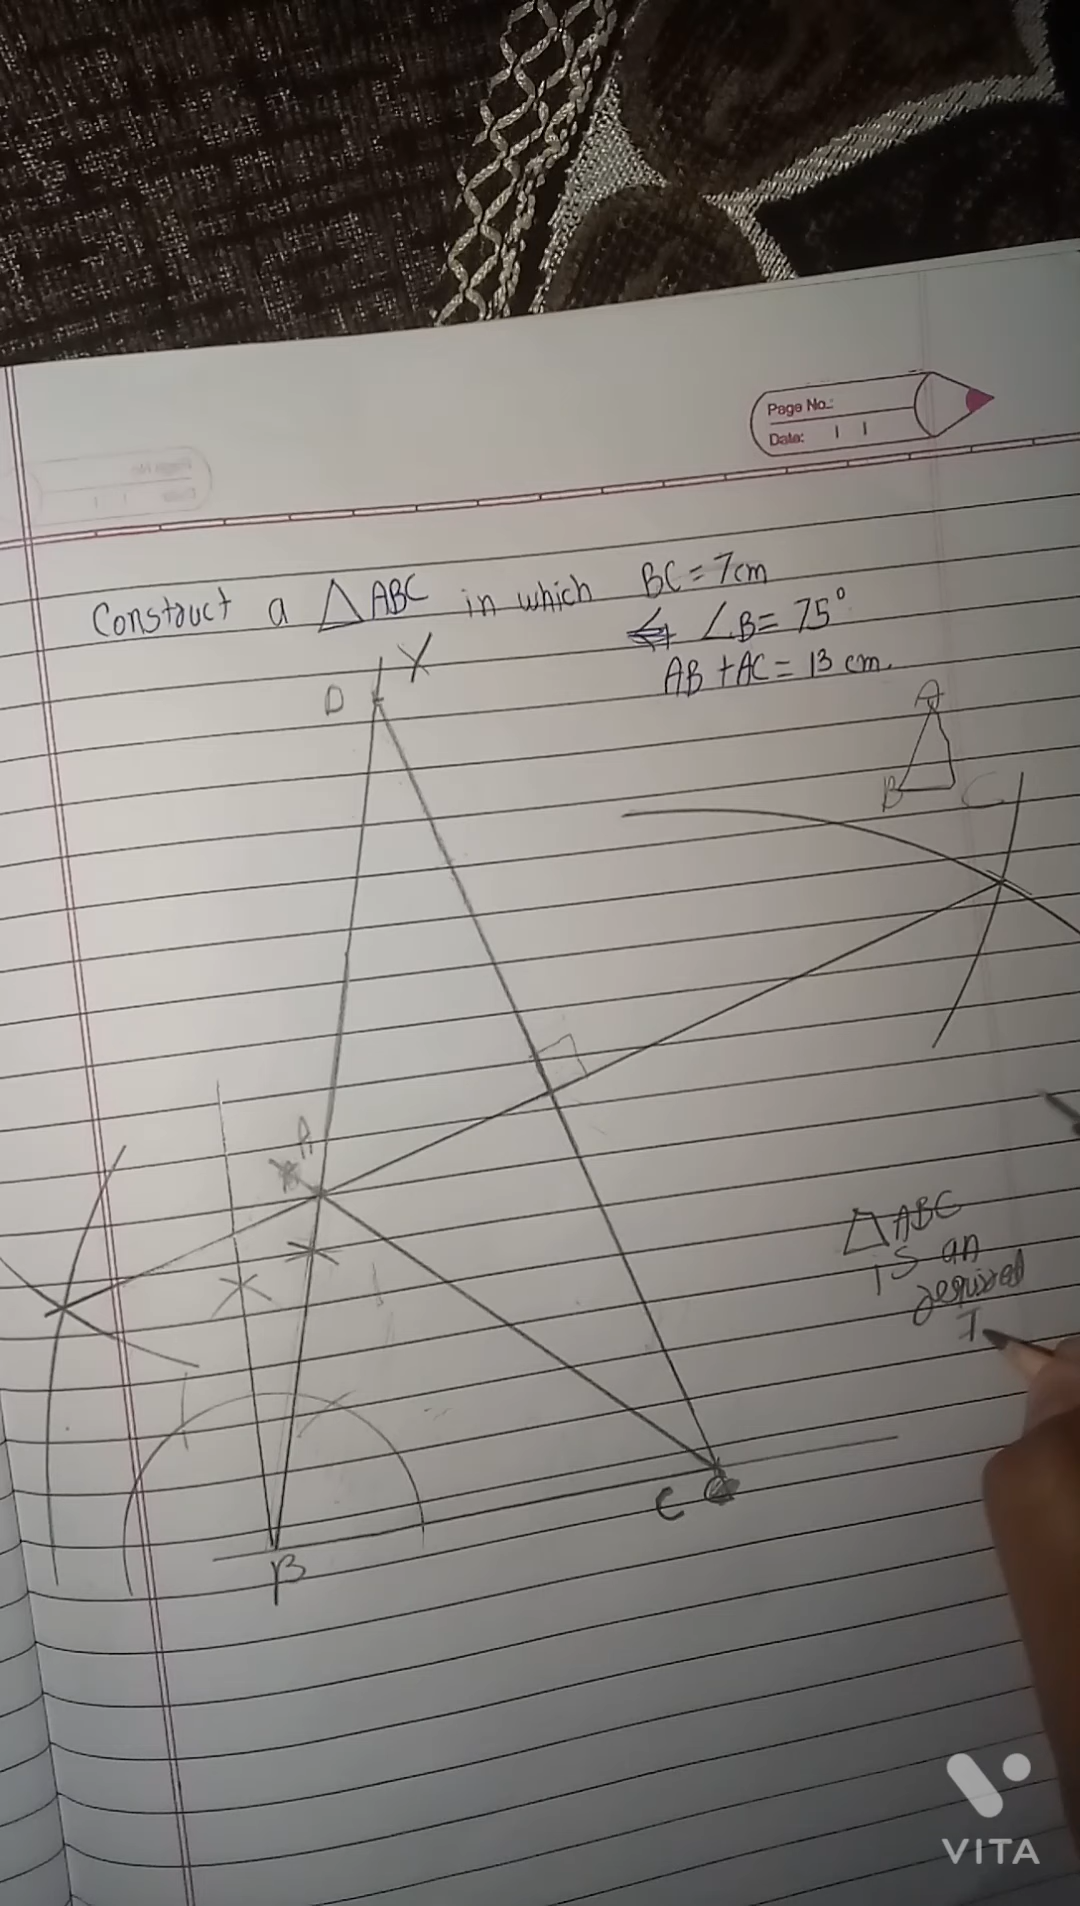 Page No.:
Date:
Construct a △ABC in which BC = 7cm
∠B = 75°
AB + AC = 13 cm.
D X
A
B C
A
△ABC
is an
required
T
C
B
VITA